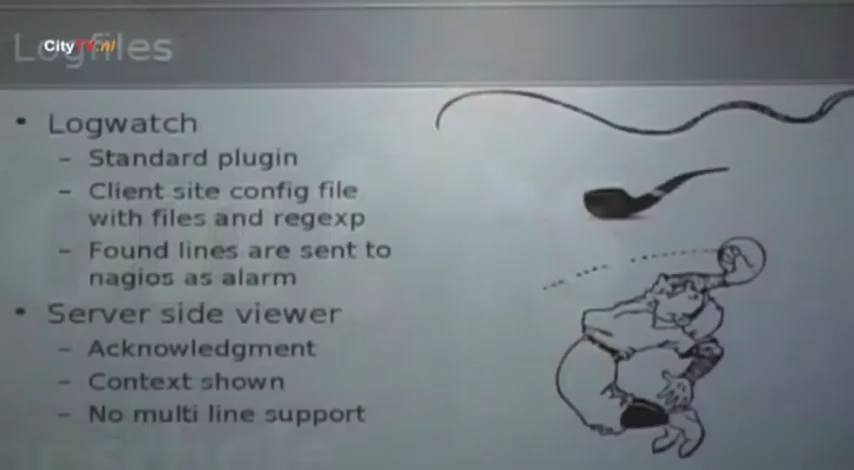 Logfiles
CityTV.nl
• Logwatch
– Standard plugin
– Client site config file
with files and regexp
– Found lines are sent to
nagios as alarm
• Server side viewer
– Acknowledgment
– Context shown
– No multi line support